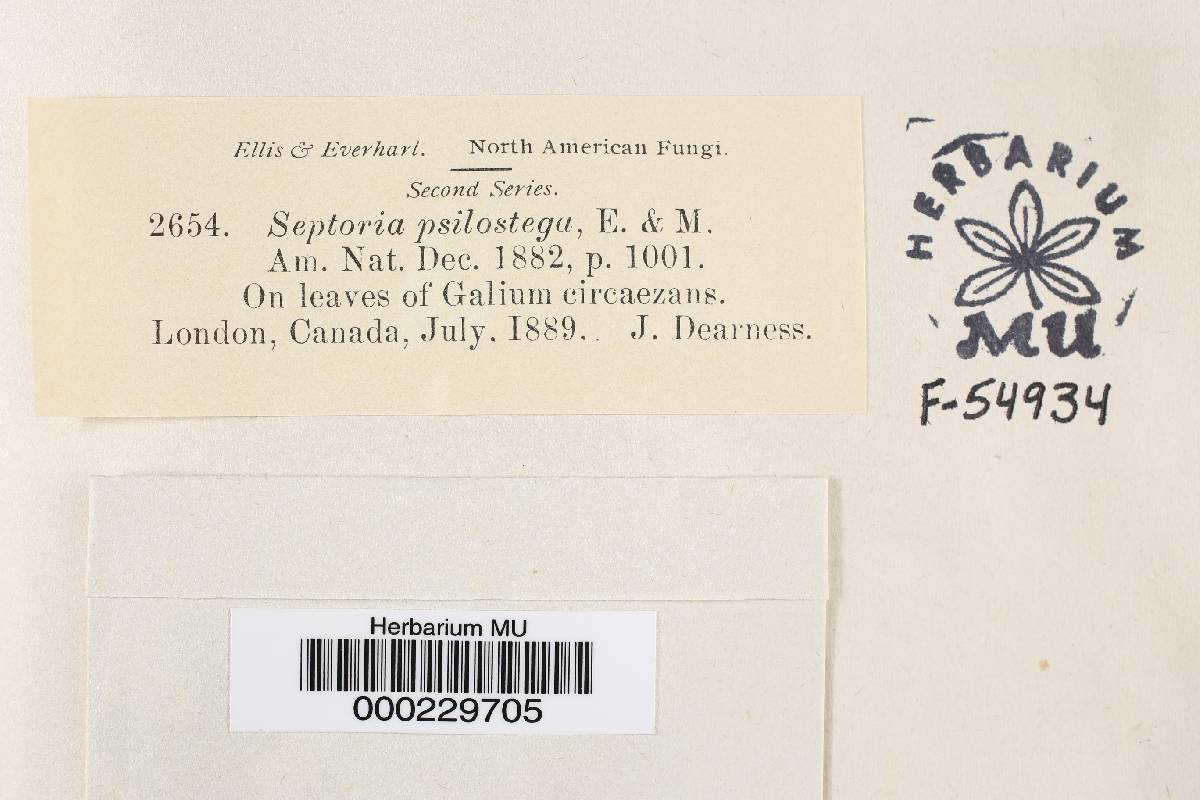 Ellis & Everhart. North American Fungi.
Second Series.
2654. Septoria psilostega, E. & M.
Am. Nat. Dec. 1882, p. 1001.
On leaves of Galium circaezans.
London, Canada, July. 1889. J. Dearness.
HERBARIUM
MU
F-54934
Herbarium MU
000229705